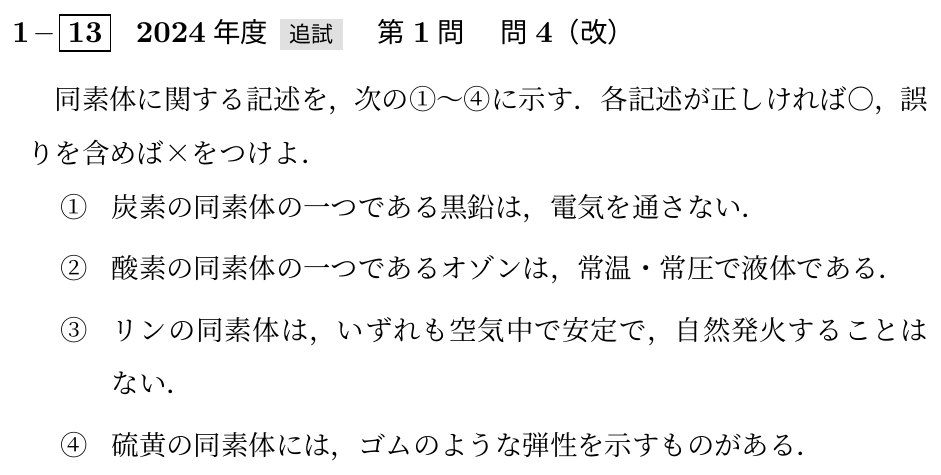 1－13 2024 年度 追試 第 1 問 問 4（改）
同素体に関する記述を，次の①～④に示す．各記述が正しければ○，誤
りを含めば×をつけよ．
① 炭素の同素体の一つである黒鉛は，電気を通さない．
② 酸素の同素体の一つであるオゾンは，常温・常圧で液体である．
③ リンの同素体は，いずれも空気中で安定で，自然発火することは
ない．
④ 硫黄の同素体には，ゴムのような弾性を示すものがある．